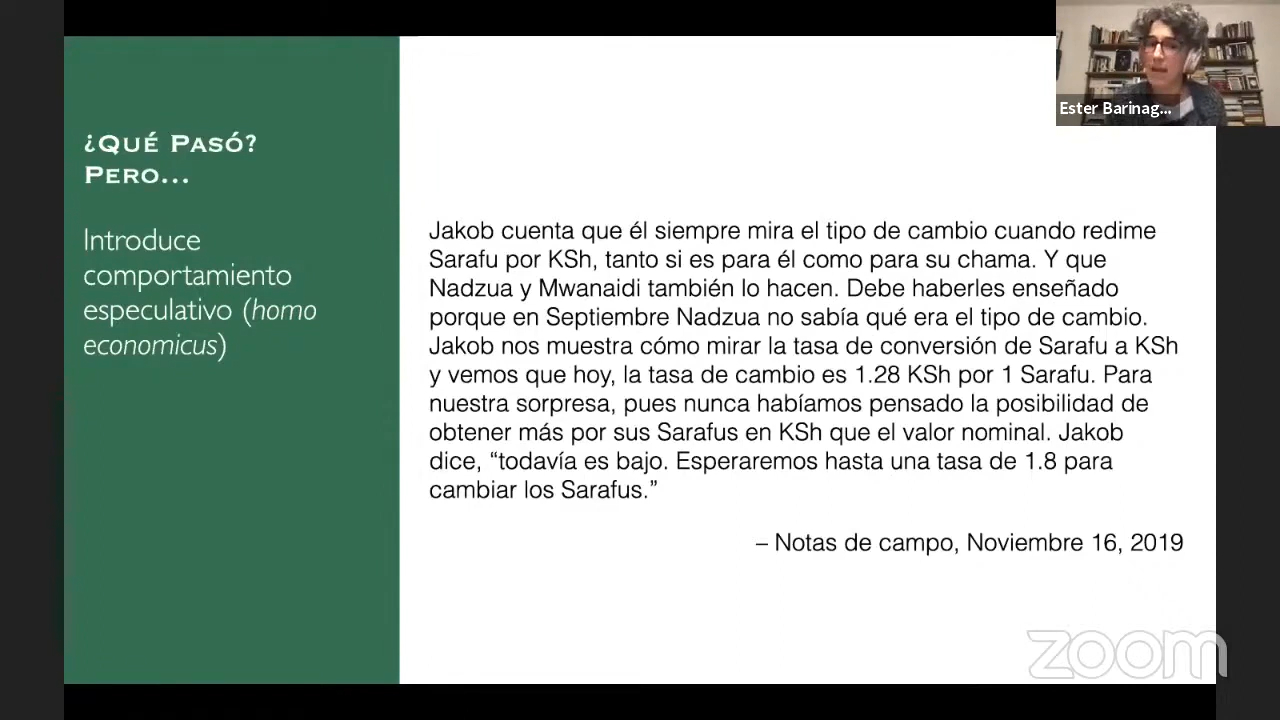 Ester Barinag...
¿QUÉ PASÓ?
PERO...
Introduce
comportamiento
especulativo (homo
economicus)
Jakob cuenta que él siempre mira el tipo de cambio cuando redime
Sarafu por KSh, tanto si es para él como para su chama. Y que
Nadzua y Mwanaidi también lo hacen. Debe haberles enseñado
porque en Septiembre Nadzua no sabía qué era el tipo de cambio.
Jakob nos muestra cómo mirar la tasa de conversión de Sarafu a KSh
y vemos que hoy, la tasa de cambio es 1.28 KSh por 1 Sarafu. Para
nuestra sorpresa, pues nunca habíamos pensado la posibilidad de
obtener más por sus Sarafus en KSh que el valor nominal. Jakob
dice, “todavía es bajo. Esperaremos hasta una tasa de 1.8 para
cambiar los Sarafus.”
– Notas de campo, Noviembre 16, 2019
zoom